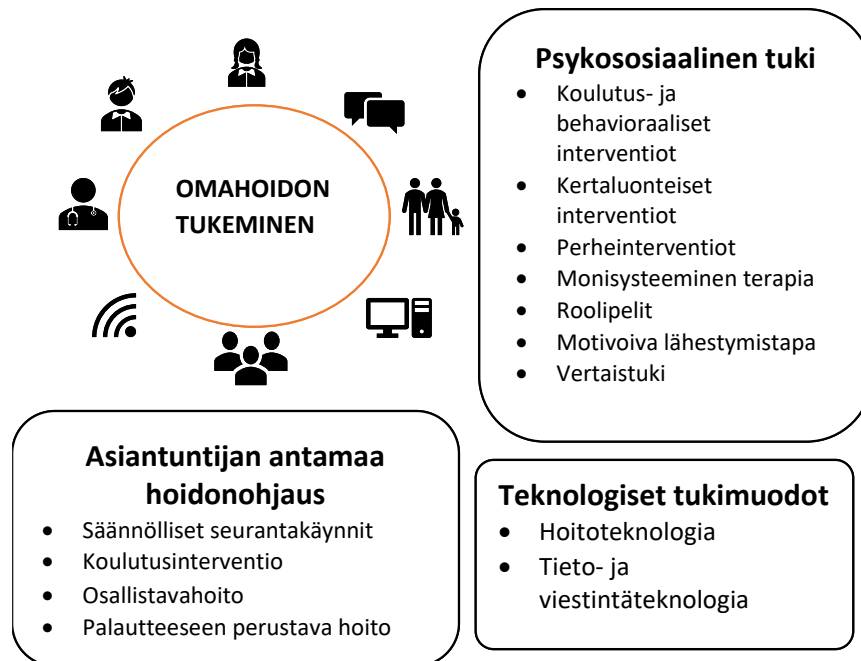 OMAHOIDON
TUKEMINEN
Psykososiaalinen tuki
• Koulutus- ja
behavioraaliset
interventiot
• Kertaluonteiset
interventiot
• Perheinterventiot
• Monisysteeminen terapia
• Roolipelit
• Motivoiva lähestymistapa
• Vertaistuki
Asiantuntijan antamaa
hoidonohjaus
• Säännölliset seurantakäynnit
• Koulutusinterventio
• Osallistavahoito
• Palautteeseen perustava hoito
Teknologiset tukimuodot
• Hoitoteknologia
• Tieto- ja
viestintäteknologia